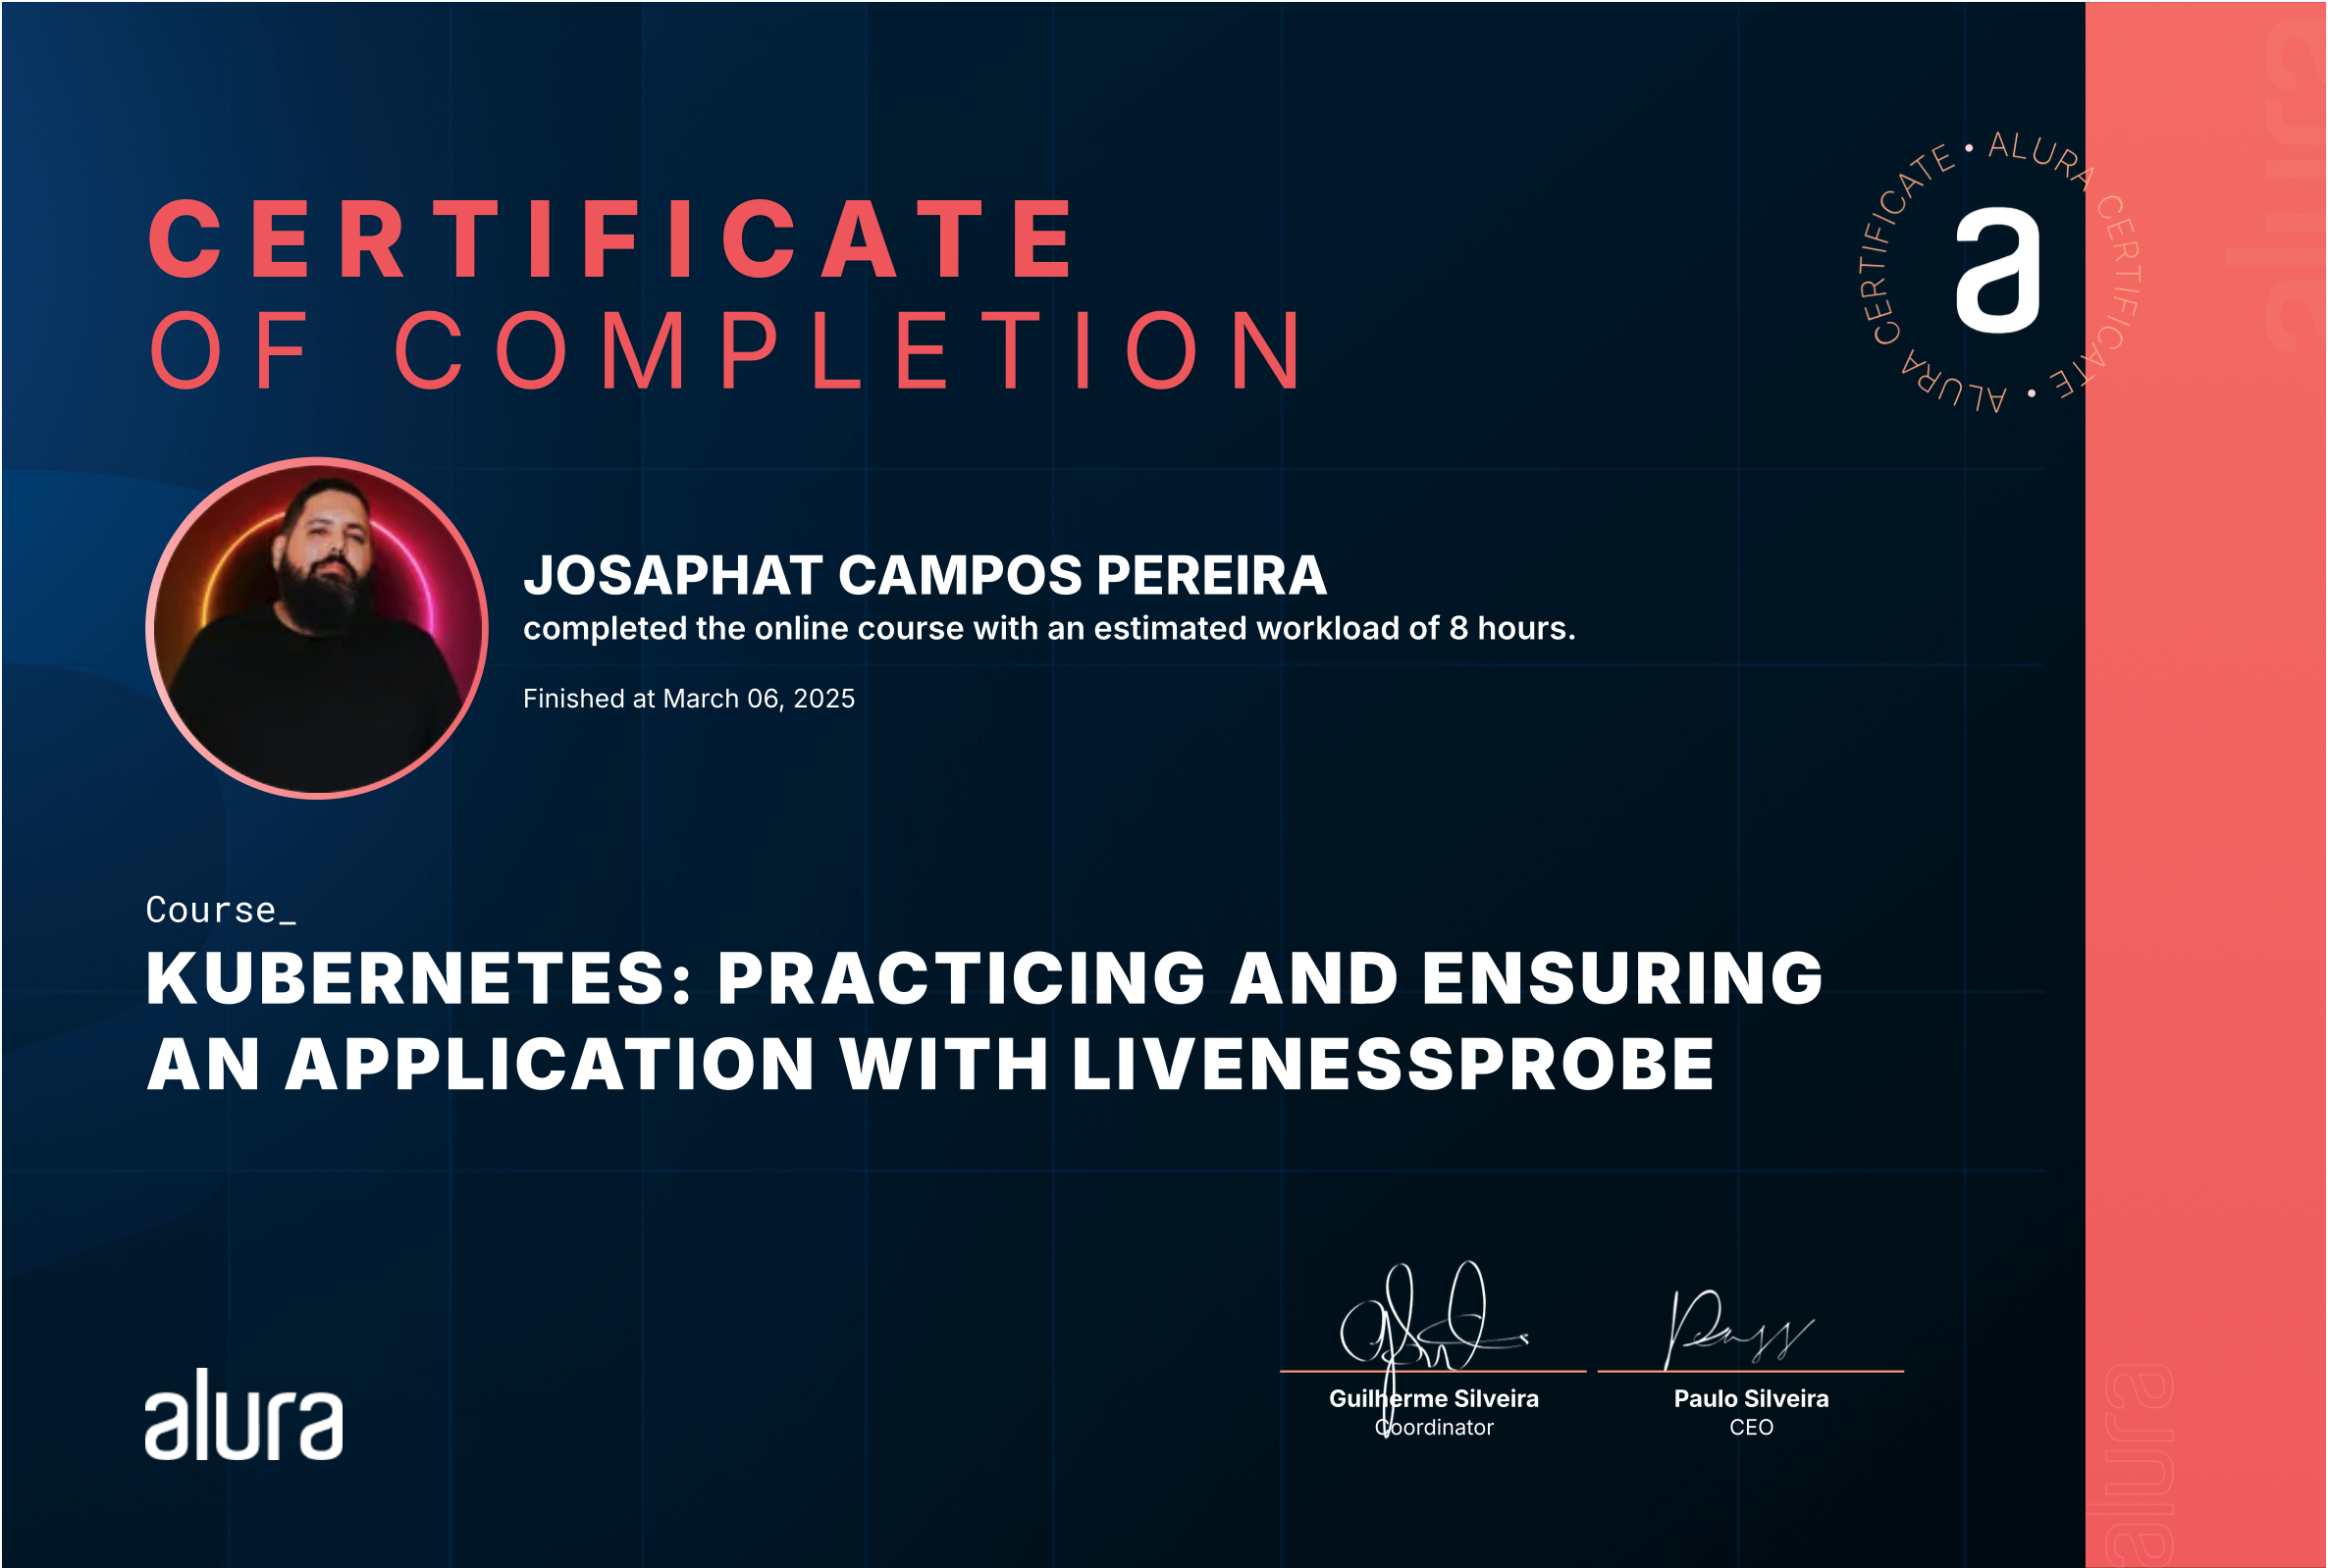 CERTIFICATE
OF COMPLETION
ALURA CERTIFICATE • ALURA CERTIFICATE •
a
alura
JOSAPHAT CAMPOS PEREIRA
completed the online course with an estimated workload of 8 hours.
Finished at March 06, 2025
Course_
KUBERNETES: PRACTICING AND ENSURING
AN APPLICATION WITH LIVENESSPROBE
alura
Guilherme Silveira
Coordinator
Paulo Silveira
CEO
alura